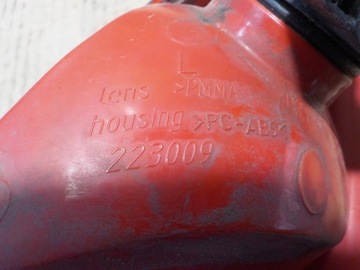 L
lens >PMMA<
housing >PC-ABS<
223009